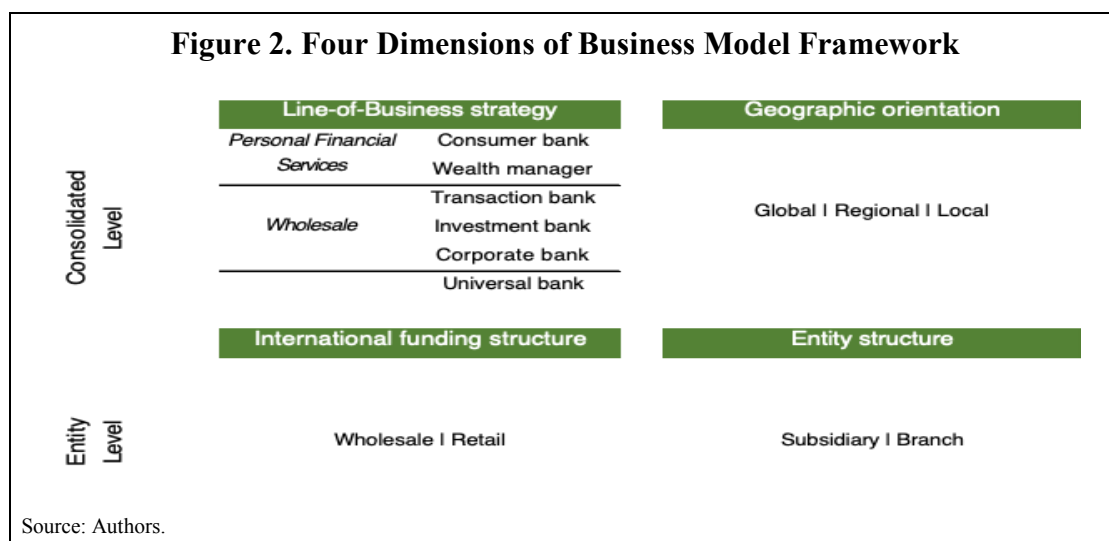 Figure 2. Four Dimensions of Business Model Framework
Consolidated
Level
Line-of-Business strategy
Personal Financial
Services
Consumer bank
Wealth manager
Wholesale
Transaction bank
Investment bank
Corporate bank
Universal bank
Geographic orientation
Global | Regional | Local
Entity
Level
International funding structure
Wholesale | Retail
Entity structure
Subsidiary | Branch
Source: Authors.